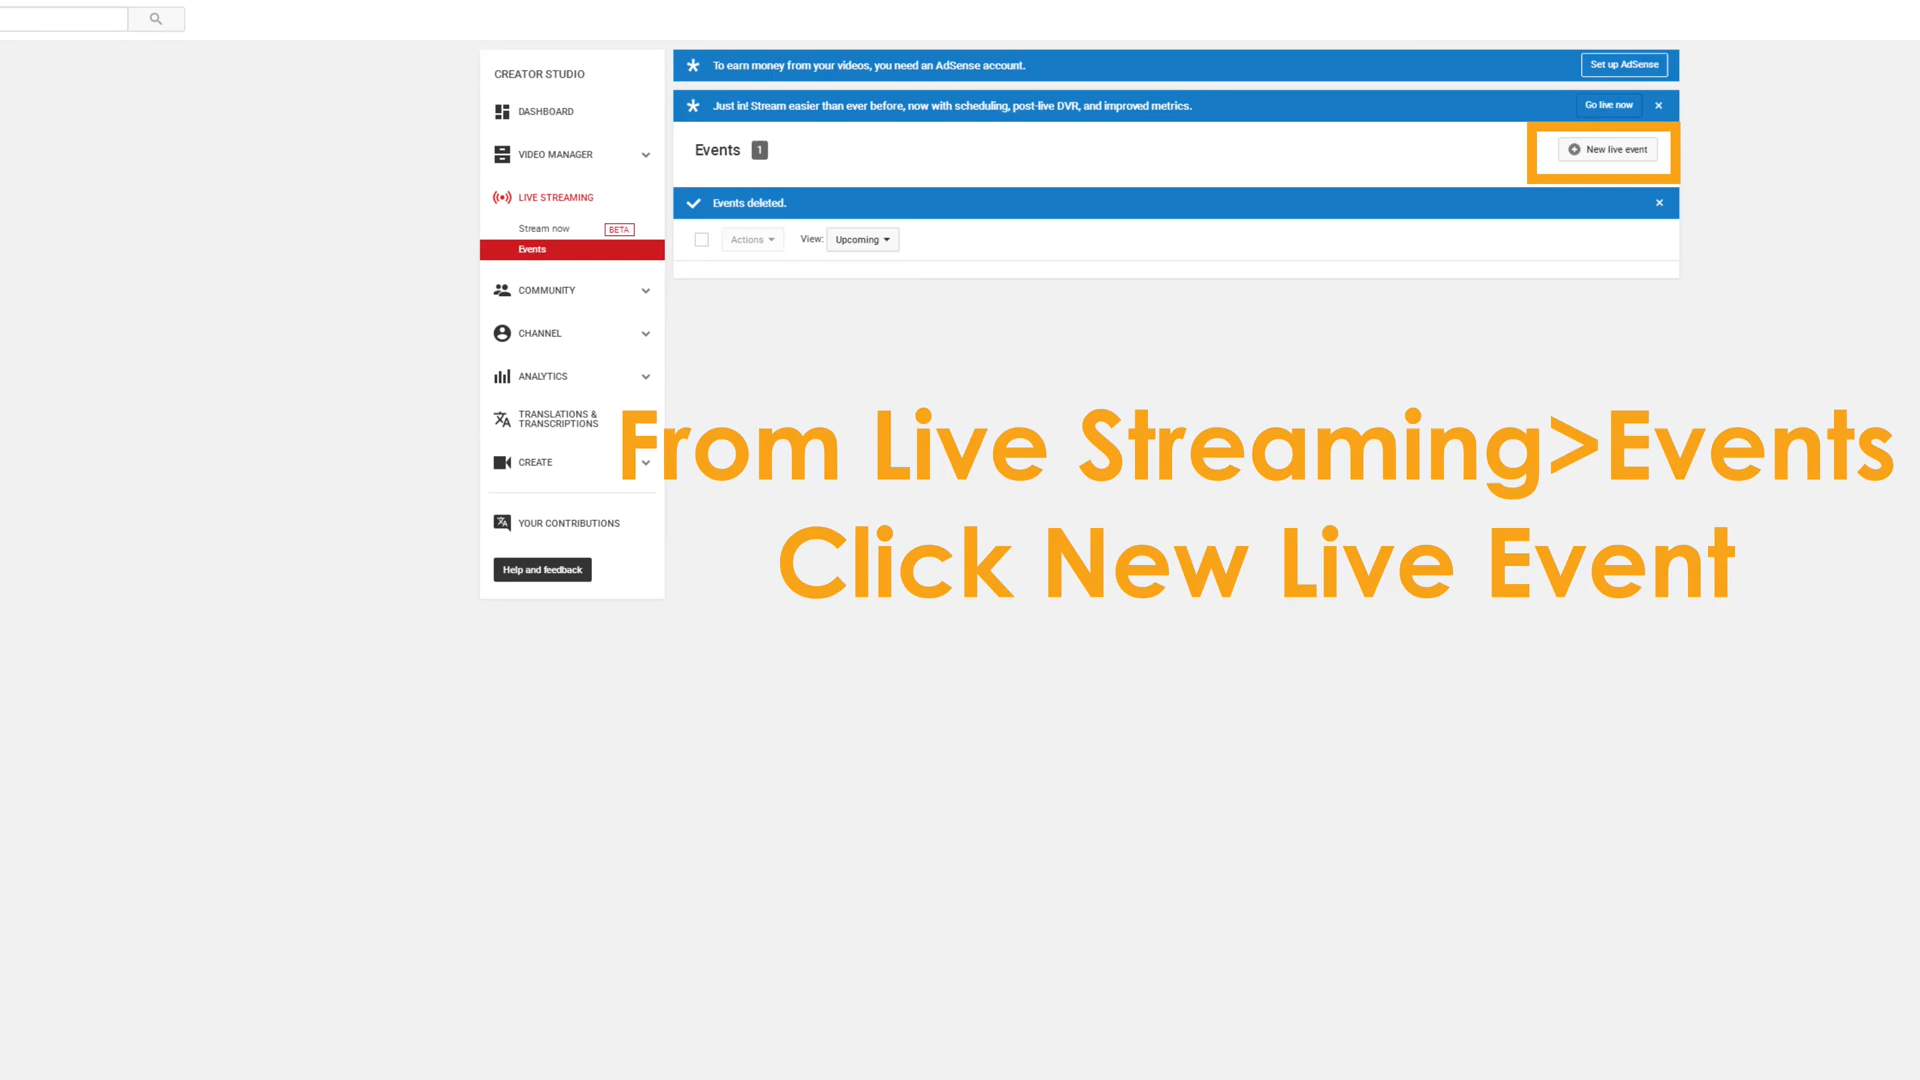 CREATOR STUDIO
DASHBOARD
VIDEO MANAGER
LIVE STREAMING
Stream now BETA
Events
COMMUNITY
CHANNEL
ANALYTICS
TRANSLATIONS &
TRANSCRIPTIONS
CREATE
YOUR CONTRIBUTIONS
Help and feedback
To earn money from your videos, you need an AdSense account.
Set up AdSense
Just in! Stream easier than ever before, now with scheduling, post-live DVR, and improved metrics.
Go live now
Events 1
New live event
Events deleted.
Actions View: Upcoming
From Live Streaming>Events
Click New Live Event